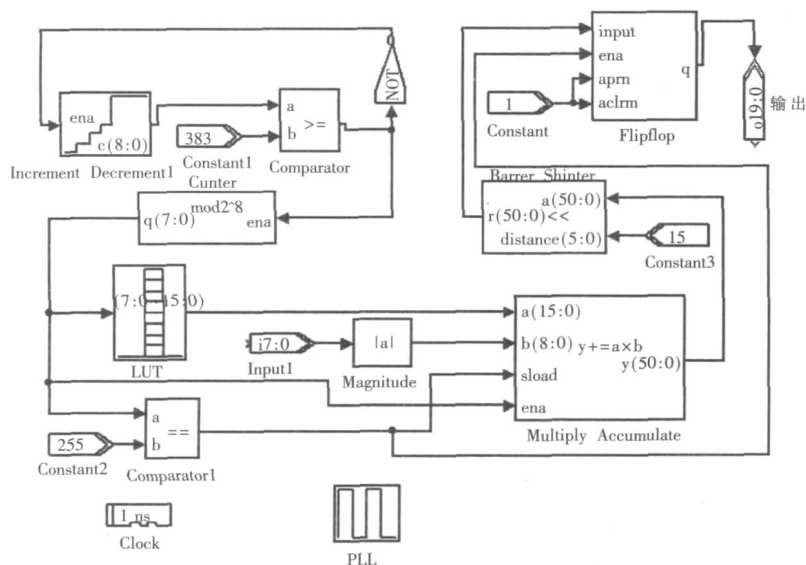 input
ena
aprn
aclrm
q
Flipflop
1
Constant
o19:0
输出
NOT
ena
c(8:0)
Increment Decrement1
383
Constant1
a
b
>=
Comparator
Cunter
q(7:0)
mod2^8
ena
Barrer Shinter
a(50:0)
r(50:0)<<
distance(5:0)
15
Constant3
(7:0
15:0)
LUT
i7:0
Input1
|a|
Magnitude
a(15:0)
b(8:0)
y+=a×b
y(50:0)
sload
ena
Multiply Accumulate
a
b
==
Comparator1
255
Constant2
1 ns
Clock
PLL